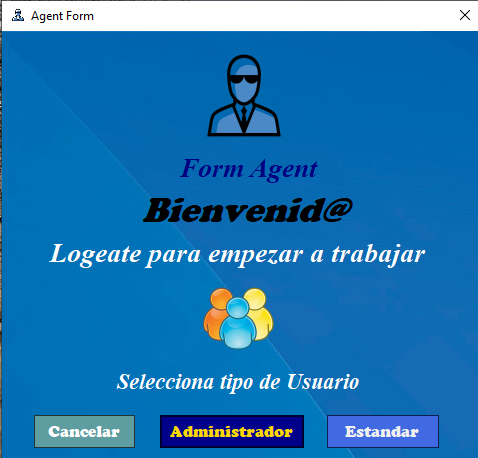 Agent Form
Form Agent
Bienvenid@
Logeate para empezar a trabajar
Selecciona tipo de Usuario
Cancelar Administrador Estandar